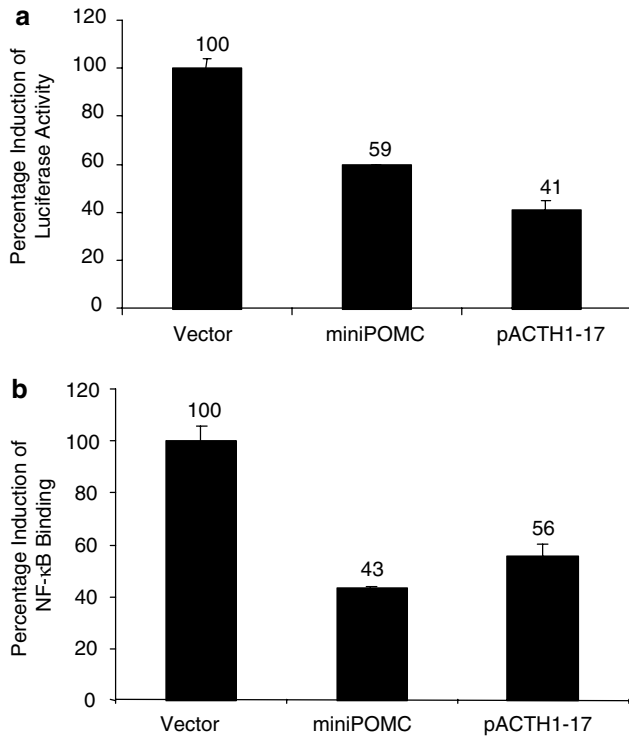 a
Percentage Induction of
Luciferase Activity
120
100
80
60
40
20
0
100
59
41
Vector miniPOMC pACTH1-17
b
Percentage Induction of
NF-κB Binding
120
100
80
60
40
20
0
100
43
56
Vector miniPOMC pACTH1-17